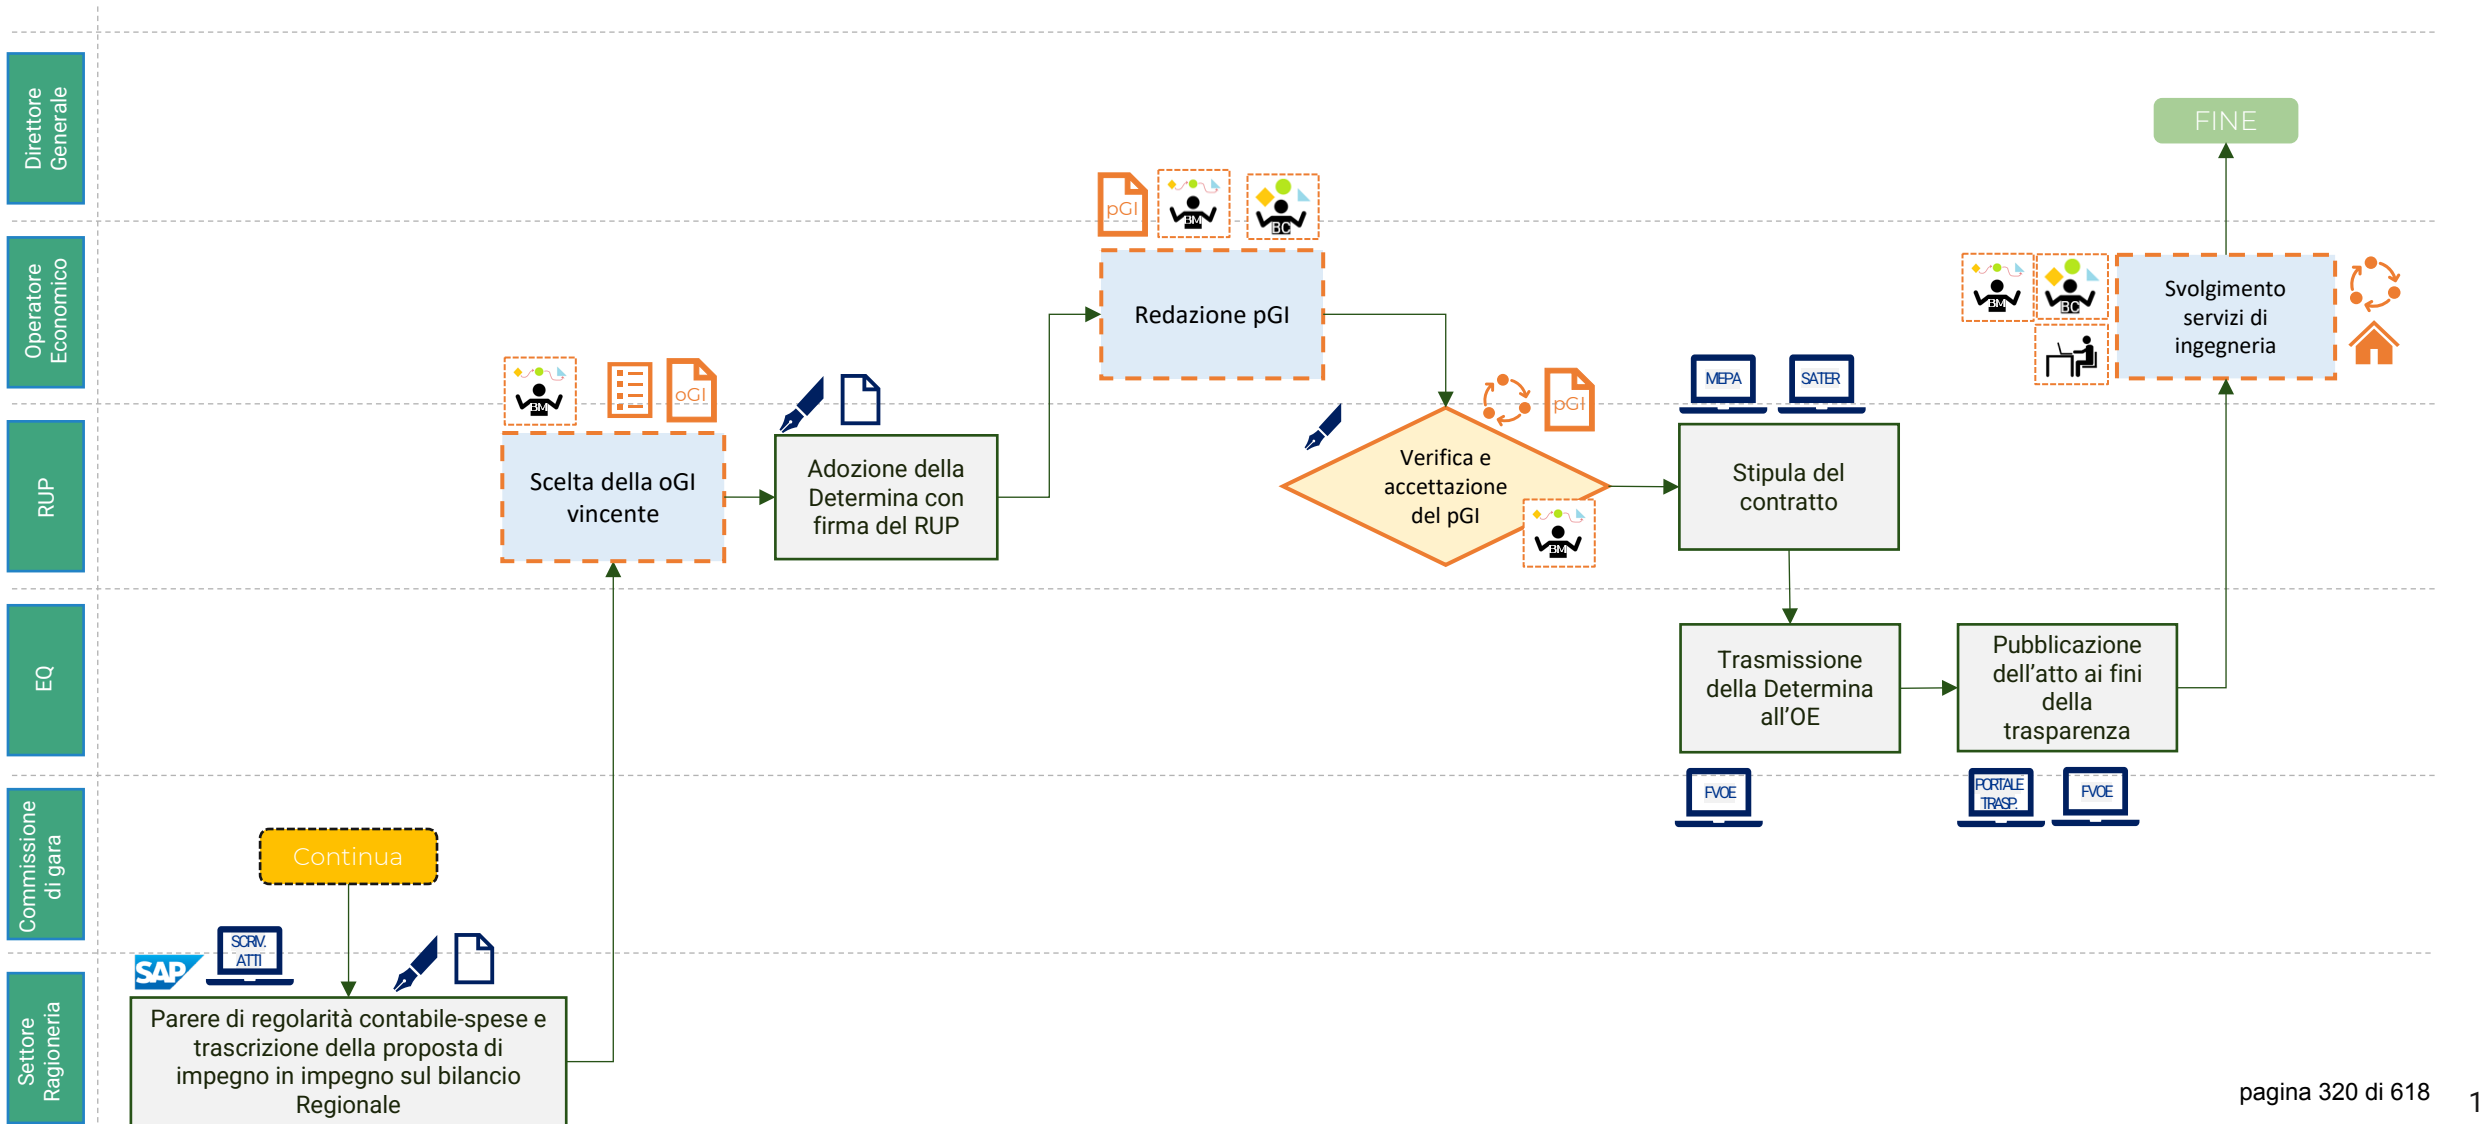 Direttore
Generale
FINE
pGI
BM
BC
Operatore
Economico
Redazione pGI
BM
BC
Svolgimento
servizi di
ingegneria
BM
oGI
pGI
MEPA
SATER
RUP
Scelta della oGI
vincente
Adozione della
Determina con
firma del RUP
Verifica e
accettazione
del pGI
BM
Stipula del
contratto
EQ
Trasmissione
della Determina
all’OE
Pubblicazione
dell’atto ai fini
della
trasparenza
FVOE
PORTALE
TRASP.
FVOE
Commissione
di gara
Continua
SAP
SCRIV.
ATTI
Settore
Ragioneria
Parere di regolarità contabile-spese e
trascrizione della proposta di
impegno in impegno sul bilancio
Regionale
pagina 320 di 618
1